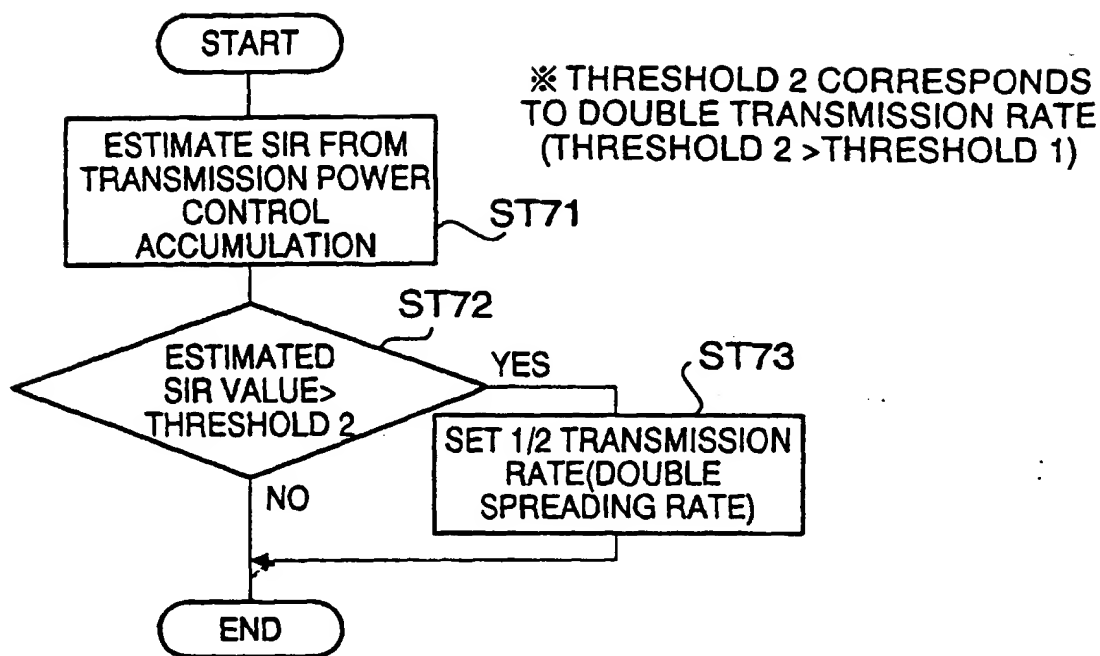 START
※ THRESHOLD 2 CORRESPONDS
TO DOUBLE TRANSMISSION RATE
(THRESHOLD 2 >THRESHOLD 1)
ESTIMATE SIR FROM
TRANSMISSION POWER
CONTROL
ACCUMULATION
ST71
ST72
ESTIMATED
SIR VALUE>
THRESHOLD 2
YES
ST73
SET 1/2 TRANSMISSION
RATE(DOUBLE
SPREADING RATE)
NO
END